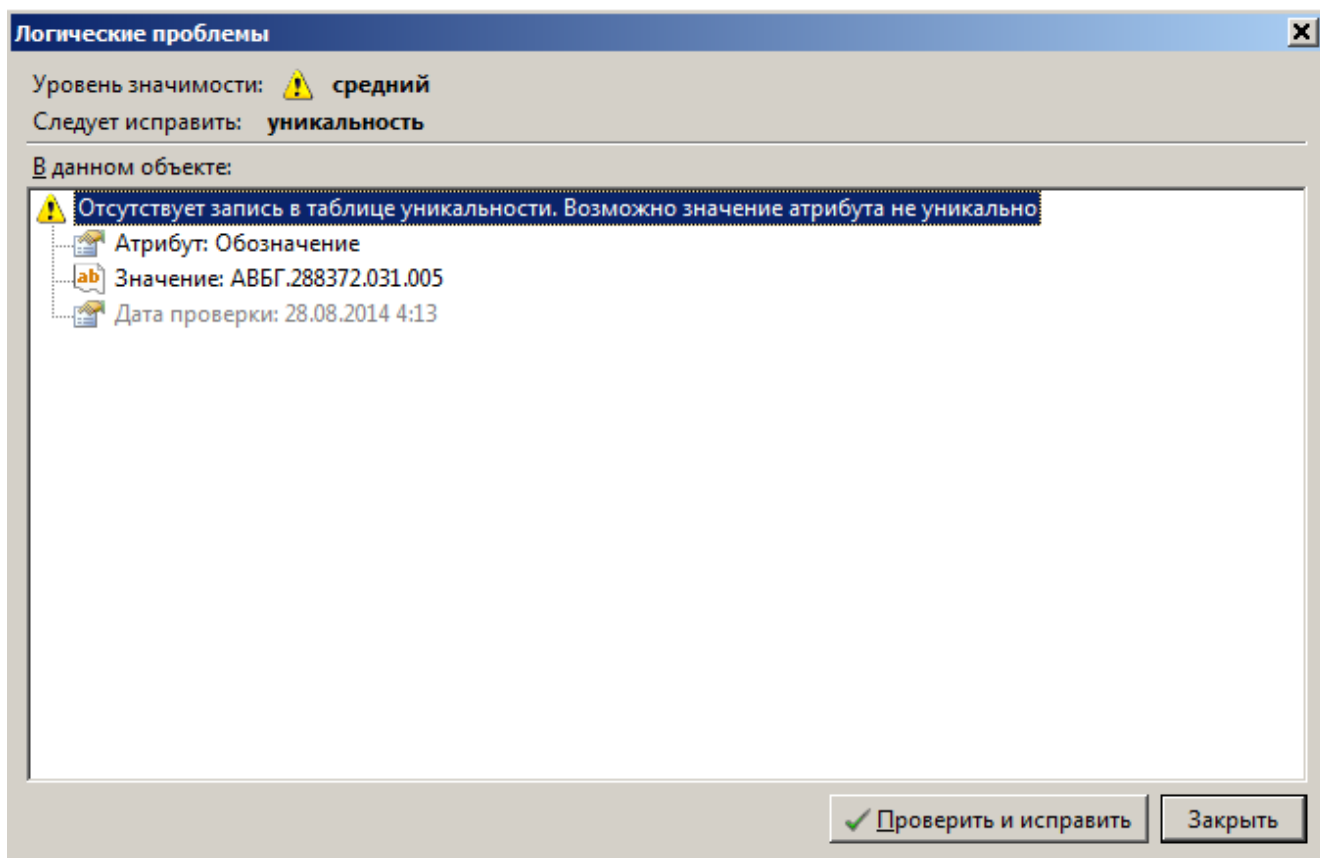 Логические проблемы
Уровень значимости: средний
Следует исправить: уникальность
В данном объекте:
Отсутствует запись в таблице уникальности. Возможно значение атрибута не уникально
Атрибут: Обозначение
ab Значение: АВБГ.288372.031.005
Дата проверки: 28.08.2014 4:13
Проверить и исправить Закрыть